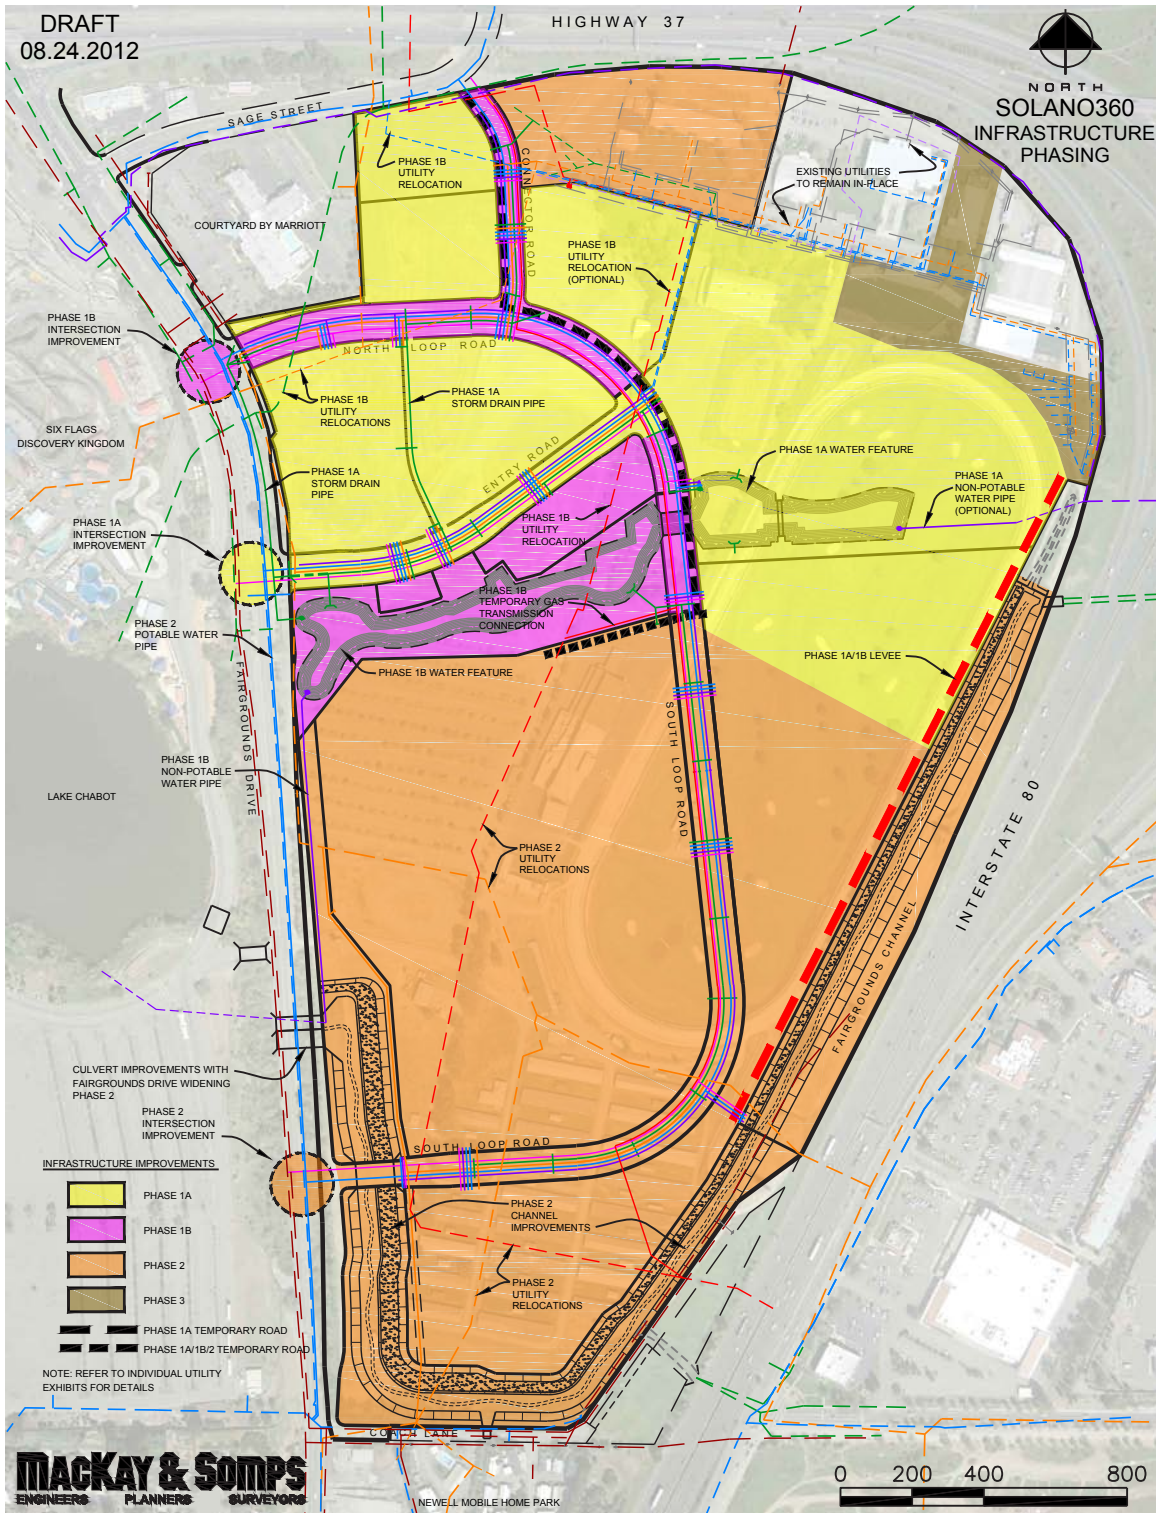 DRAFT
08.24.2012
HIGHWAY 37
NORTH
SOLANO360
INFRASTRUCTURE
PHASING
SAGE STREET
PHASE 1B
UTILITY
RELOCATION
CONNECTOR ROAD
EXISTING UTILITIES
TO REMAIN IN-PLACE
COURTYARD BY MARRIOTT
PHASE 1B
UTILITY
RELOCATION
(OPTIONAL)
PHASE 1B
INTERSECTION
IMPROVEMENT
NORTH LOOP ROAD
PHASE 1B
UTILITY
RELOCATIONS
PHASE 1A
STORM DRAIN PIPE
SIX FLAGS
DISCOVERY KINGDOM
ENTRY ROAD
PHASE 1A WATER FEATURE
PHASE 1A
STORM DRAIN
PIPE
PHASE 1A
NON-POTABLE
WATER PIPE
(OPTIONAL)
PHASE 1A
INTERSECTION
IMPROVEMENT
PHASE 1B
UTILITY
RELOCATION
PHASE 1B
TEMPORARY GAS
TRANSMISSION
CONNECTION
PHASE 2
POTABLE WATER
PIPE
PHASE 1A/1B LEVEE
PHASE 1B WATER FEATURE
FAIRGROUNDS DRIVE
SOUTH LOOP ROAD
PHASE 1B
NON-POTABLE
WATER PIPE
LAKE CHABOT
INTERSTATE 80
PHASE 2
UTILITY
RELOCATIONS
FAIRGROUNDS CHANNEL
CULVERT IMPROVEMENTS WITH
FAIRGROUNDS DRIVE WIDENING
PHASE 2
PHASE 2
INTERSECTION
IMPROVEMENT
SOUTH LOOP ROAD
INFRASTRUCTURE IMPROVEMENTS
PHASE 1A
PHASE 1B
PHASE 2
PHASE 3
PHASE 1A TEMPORARY ROAD
PHASE 1A/1B/2 TEMPORARY ROAD
NOTE: REFER TO INDIVIDUAL UTILITY
EXHIBITS FOR DETAILS
PHASE 2
CHANNEL
IMPROVEMENTS
PHASE 2
UTILITY
RELOCATIONS
COACH LANE
MACKAY & SOMPS
ENGINEERS PLANNERS SURVEYORS
NEWELL MOBILE HOME PARK
0 200 400 800